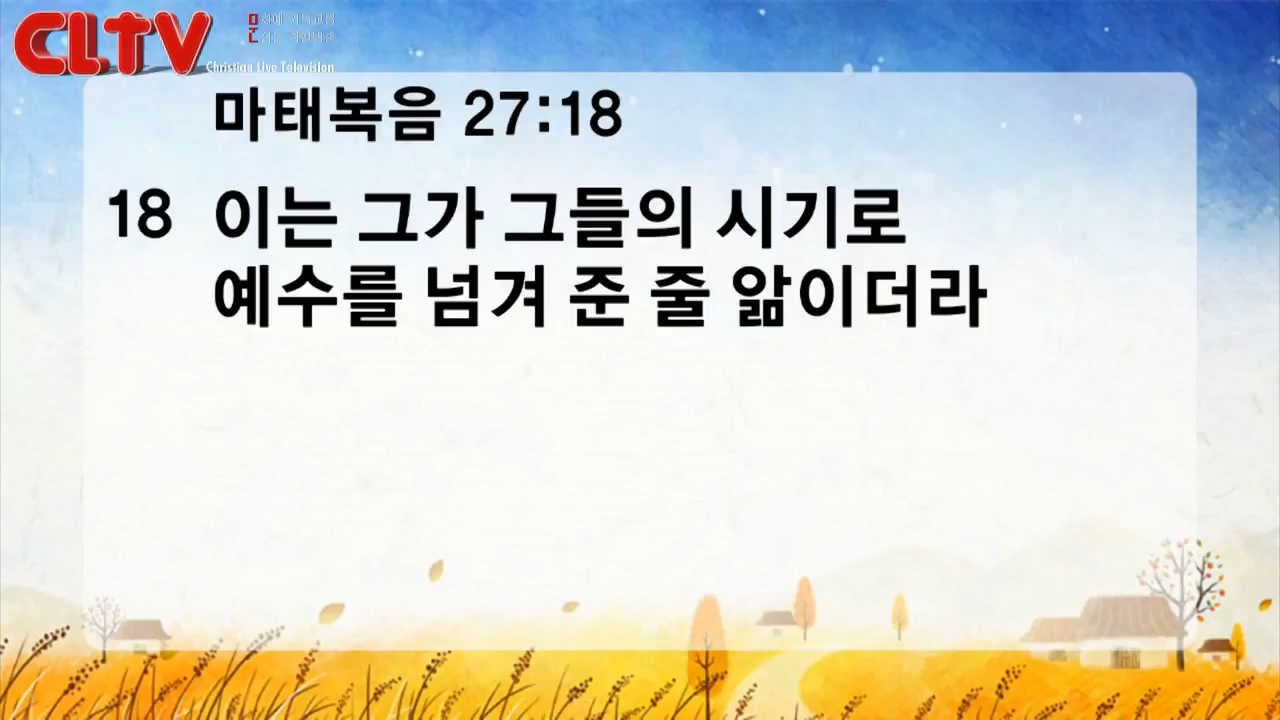 CLTV
Christian Live Television
마태복음 27:18
18 이는 그가 그들의 시기로
예수를 넘겨 준 줄 앎이더라